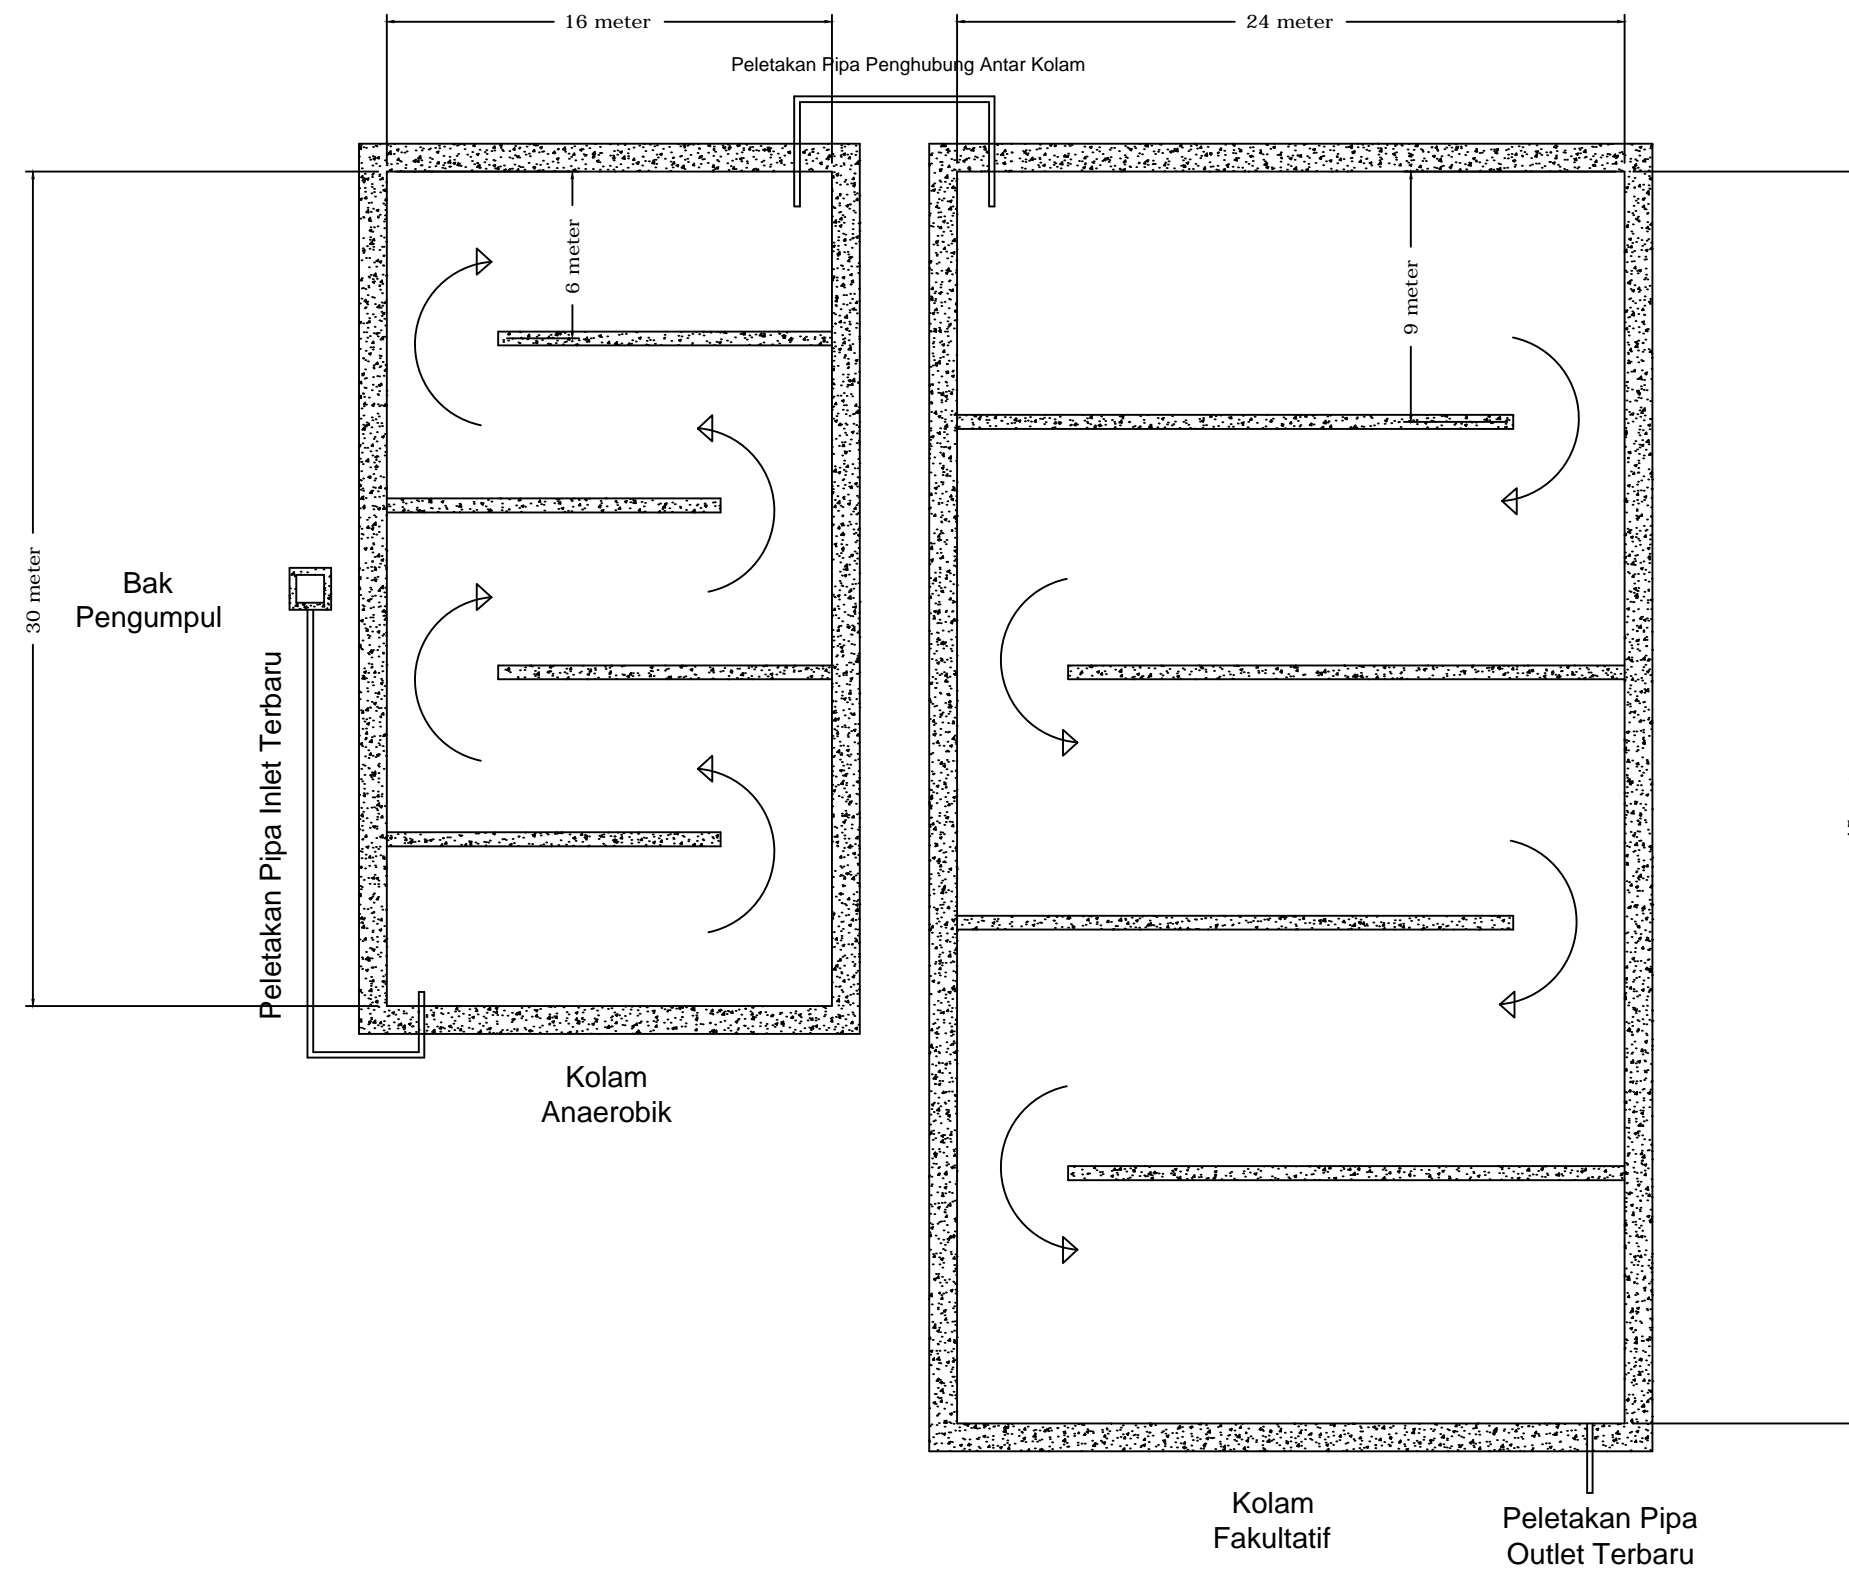 16 meter
24 meter
Peletakan Pipa Penghubung Antar Kolam
6 meter
9 meter
30 meter
Bak
Pengumpul
Peletakan Pipa Inlet Terbaru
Kolam
Anaerobik
Kolam
Fakultatif
Peletakan Pipa
Outlet Terbaru